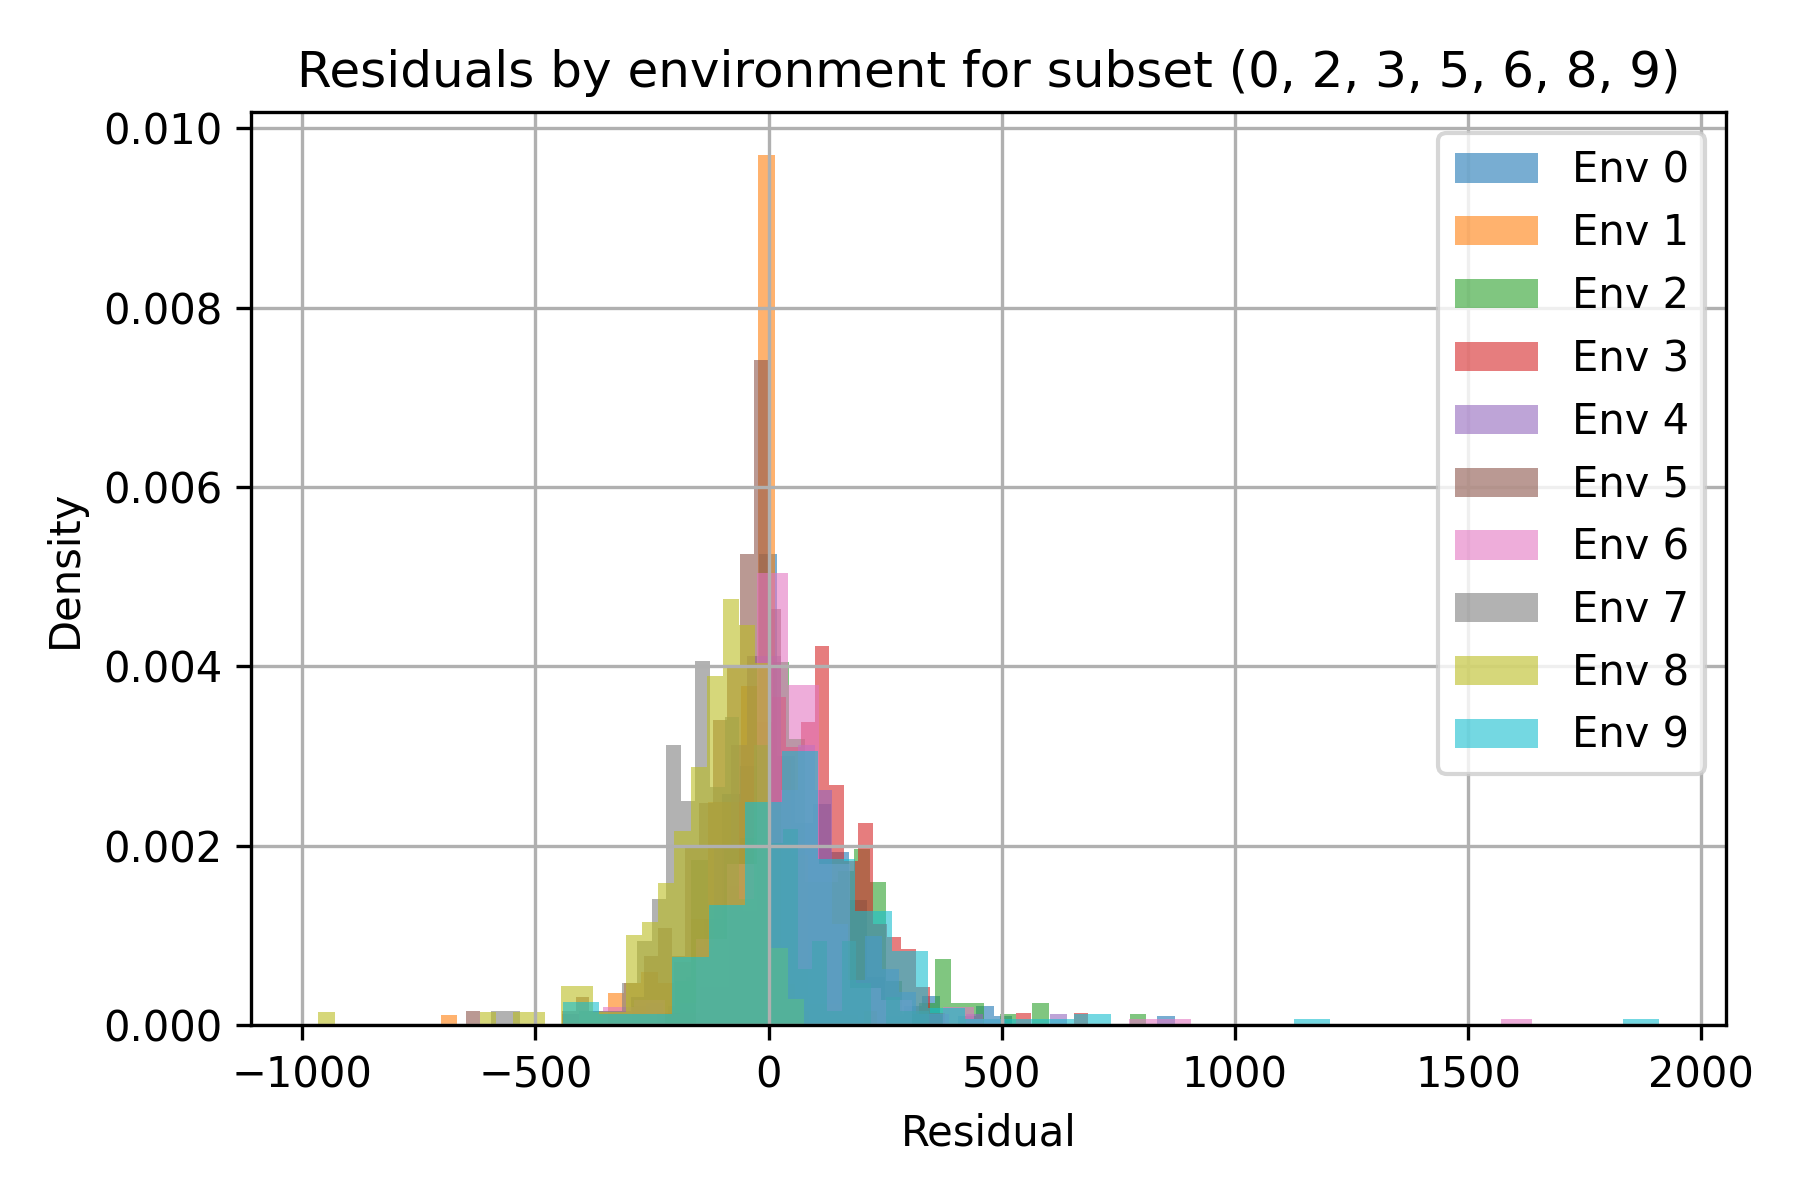 Residuals by environment for subset (0, 2, 3, 5, 6, 8, 9)
0.010
0.008
0.006
0.004
0.002
0.000
Density
−1000
−500
0
500
1000
1500
2000
Residual
Env 0
Env 1
Env 2
Env 3
Env 4
Env 5
Env 6
Env 7
Env 8
Env 9